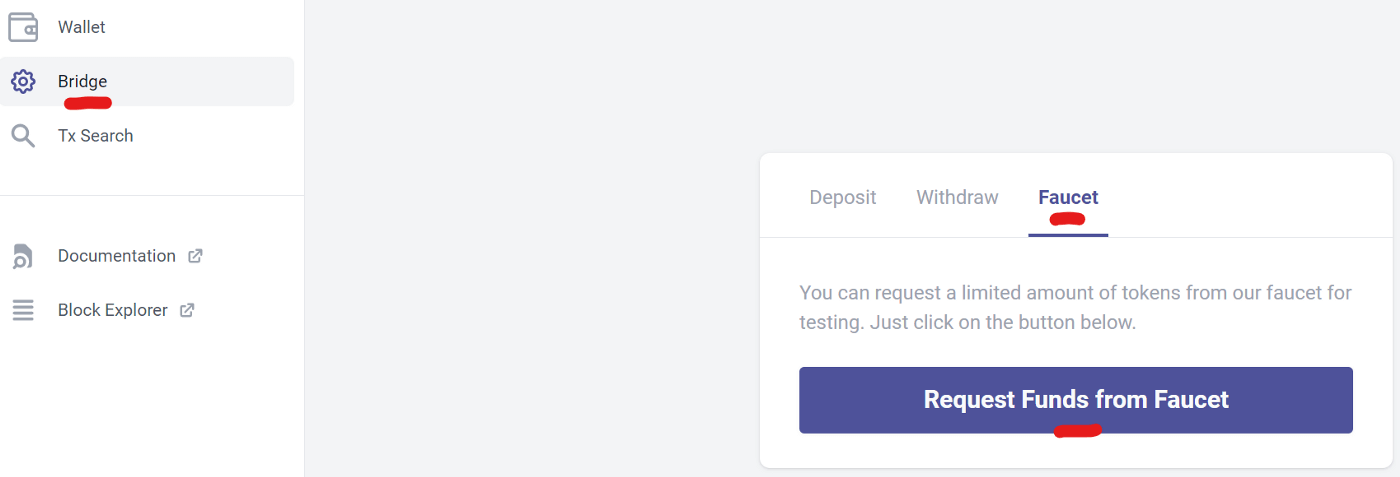 Wallet
Bridge
Tx Search
Documentation
Block Explorer
Deposit Withdraw Faucet
You can request a limited amount of tokens from our faucet for
testing. Just click on the button below.
Request Funds from Faucet